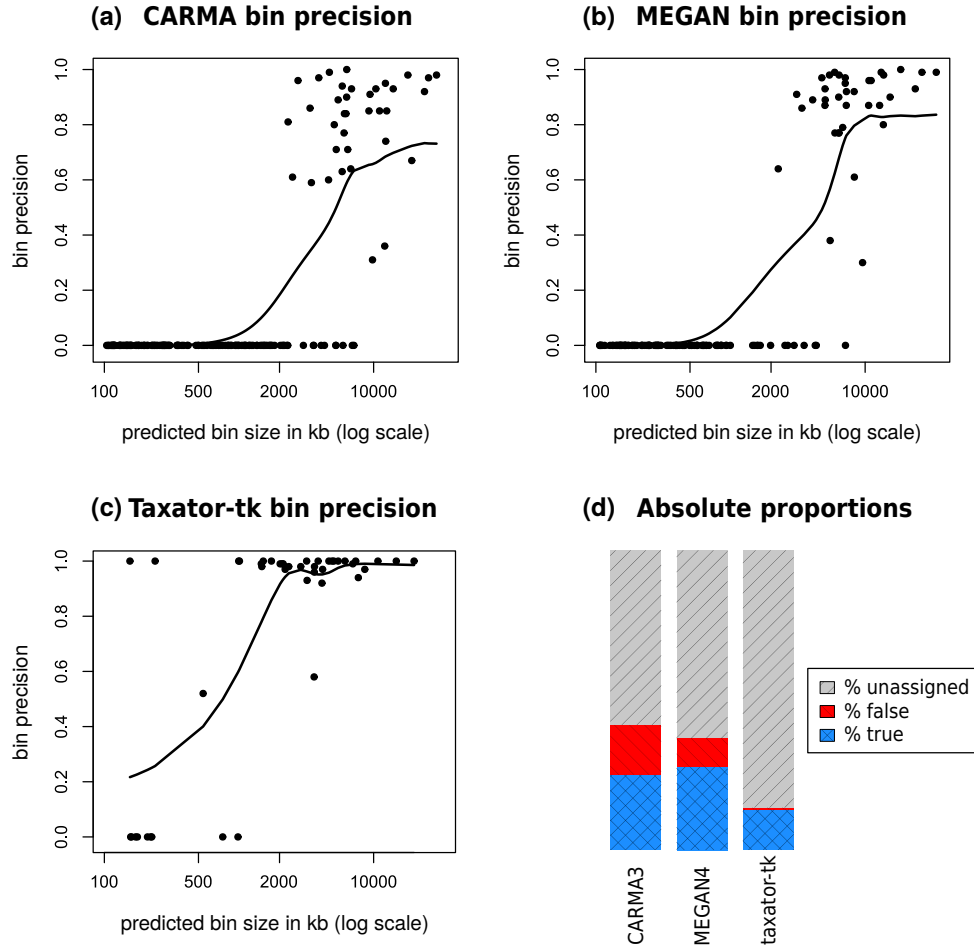 (a) CARMA bin precision
1.0
0.8
0.6
0.4
0.2
0.0
bin precision
100 500 2000 10000
predicted bin size in kb (log scale)
(b) MEGAN bin precision
1.0
0.8
0.6
0.4
0.2
0.0
bin precision
100 500 2000 10000
predicted bin size in kb (log scale)
(c) Taxator-tk bin precision
1.0
0.8
0.6
0.4
0.2
0.0
bin precision
100 500 2000 10000
predicted bin size in kb (log scale)
(d) Absolute proportions
% unassigned
% false
% true
CARMA3
MEGAN4
taxator-tk